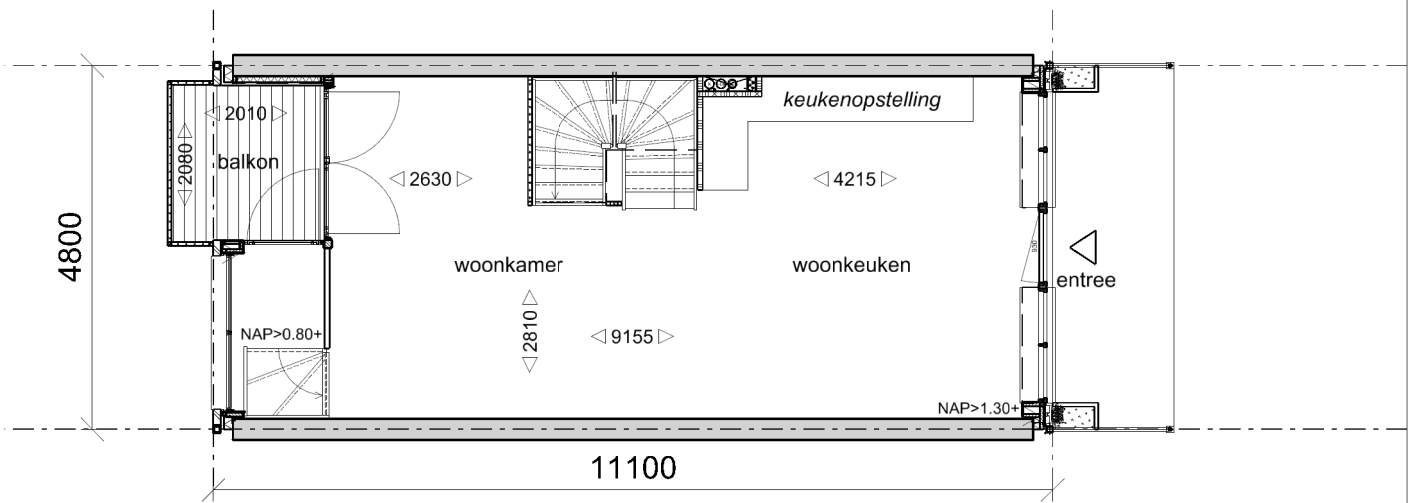 keukenopstelling
2010
balkon
2080
2630
4215
4800
woonkamer
woonkeuken
930
entree
NAP>0.80+
2810
9155
NAP>1.30+
11100